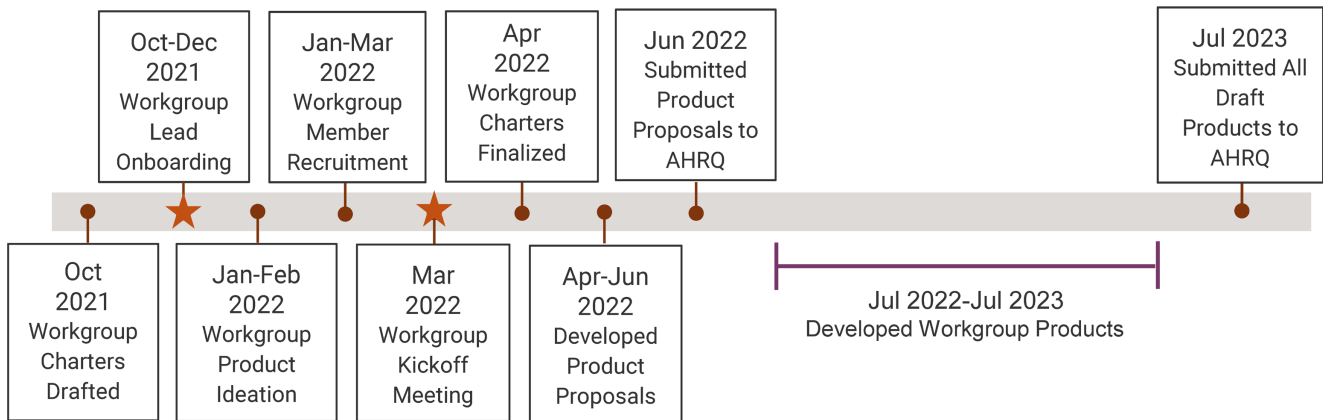 Oct-Dec
2021
Workgroup
Lead
Onboarding
Jan-Mar
2022
Workgroup
Member
Recruitment
Apr
2022
Workgroup
Charters
Finalized
Jun 2022
Submitted
Product
Proposals to
AHRQ
Jul 2023
Submitted All
Draft
Products to
AHRQ
Oct
2021
Workgroup
Charters
Drafted
Jan-Feb
2022
Workgroup
Product
Ideation
Mar
2022
Workgroup
Kickoff
Meeting
Apr-Jun
2022
Developed
Product
Proposals
Jul 2022-Jul 2023
Developed Workgroup Products